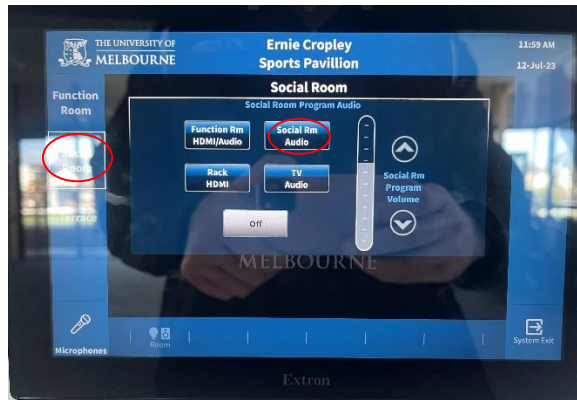 THE UNIVERSITY OF
MELBOURNE
Ernie Cropley
Sports Pavillion
11:59 AM
12-Jul-23
Social Room
Social Room Program Audio
Function
Room
Function Rm
HDMI/Audio
Social Rm
Audio
Room
Rack
HDMI
TV
Audio
Social Rm
Program
Volume
Terrace
Off
MELBOURNE
Microphones
Room
System Exit
Extron